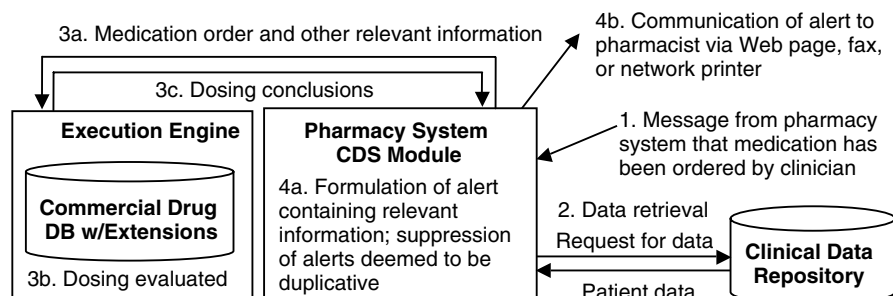 3a. Medication order and other relevant information
3c. Dosing conclusions
4b. Communication of alert to
pharmacist via Web page, fax,
or network printer
Execution Engine
Commercial Drug
DB w/Extensions
3b. Dosing evaluated
Pharmacy System
CDS Module
4a. Formulation of alert
containing relevant
information; suppression
of alerts deemed to be
duplicative
1. Message from pharmacy
system that medication has
been ordered by clinician
2. Data retrieval
Request for data
Patient data
Clinical Data
Repository